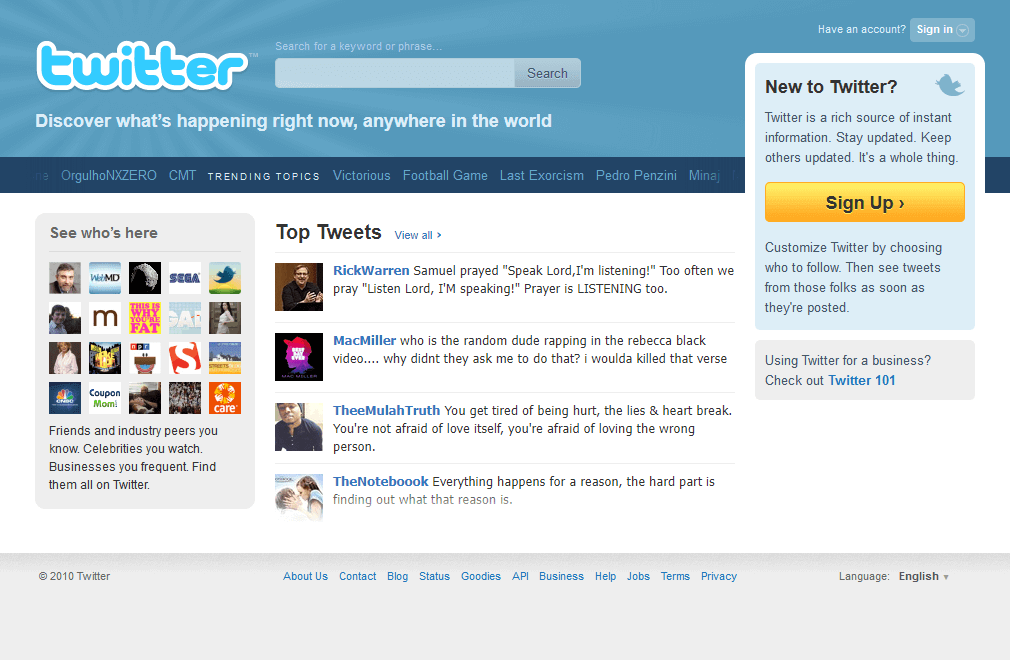 twitter™
Search for a keyword or phrase...
Search
Have an account?
Sign in
Discover what's happening right now, anywhere in the world
OrgulhoNXZERO CMT TRENDING TOPICS Victorious Football Game Last Exorcism Pedro Penzini Minaj
New to Twitter?
Twitter is a rich source of instant
information. Stay updated. Keep
others updated. It's a whole thing.
Sign Up ›
Customize Twitter by choosing
who to follow. Then see tweets
from those folks as soon as
they're posted.
Using Twitter for a business?
Check out Twitter 101
See who's here
WebMD
SEGA
m
THIS IS
WHY
YOU'RE
FAT
GAP
npr
S
STREETS
CNBC
Coupon
Mom
care
Friends and industry peers you
know. Celebrities you watch.
Businesses you frequent. Find
them all on Twitter.
Top Tweets View all ›
RickWarren Samuel prayed "Speak Lord,I'm listening!" Too often we
pray "Listen Lord, I'M speaking!" Prayer is LISTENING too.
MAC MILLER
MacMiller who is the random dude rapping in the rebecca black
video.... why didnt they ask me to do that? i woulda killed that verse
TheeMulahTruth You get tired of being hurt, the lies & heart break.
You're not afraid of love itself, you're afraid of loving the wrong
person.
TheNoteboook Everything happens for a reason, the hard part is
finding out what that reason is.
© 2010 Twitter
About Us Contact Blog Status Goodies API Business Help Jobs Terms Privacy
Language: English